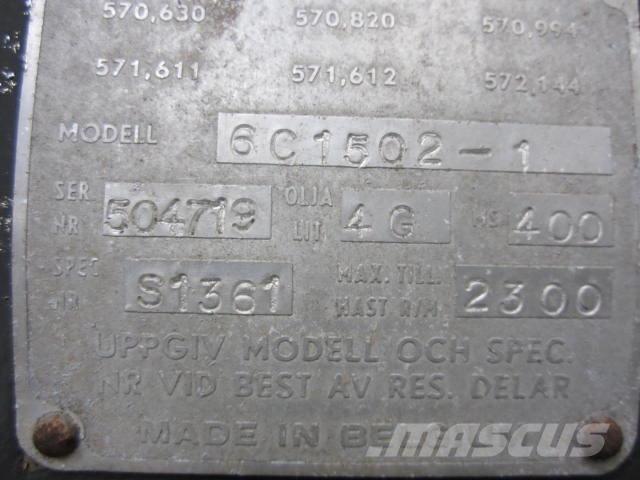 570,630 570,820 570,994
571,611 571,612 572,144
MODELL 6C1502-1
SER NR 504719 OLJA LIT. 4G HS 400
SPEC NR S1361 MAX. TILL. HAST R/M 2300
UPPGIV MODELL OCH SPEC.
NR VID BEST AV RES. DELAR
MADE IN
MASCUS